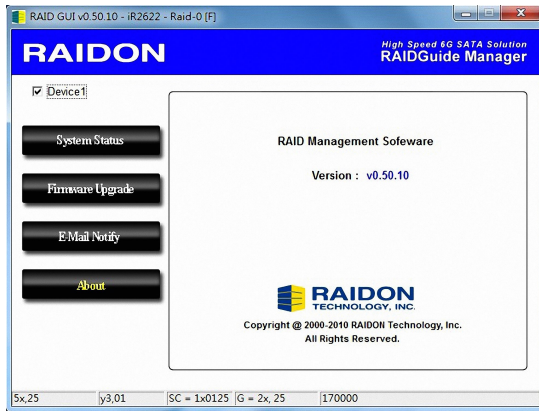 RAID GUI v0.50.10 - iR2622 - Raid-0 [F]
RAIDON
High Speed 6G SATA Solution
RAIDGuide Manager
Device1
System Status
Firmware Upgrade
E-Mail Notify
About
RAID Management Sofeware
Version : v0.50.10
RAIDON
TECHNOLOGY, INC.
Copyright @ 2000-2010 RAIDON Technology, Inc.
All Rights Reserved.
5x,25 y3,01 SC = 1x0125 G = 2x, 25 170000